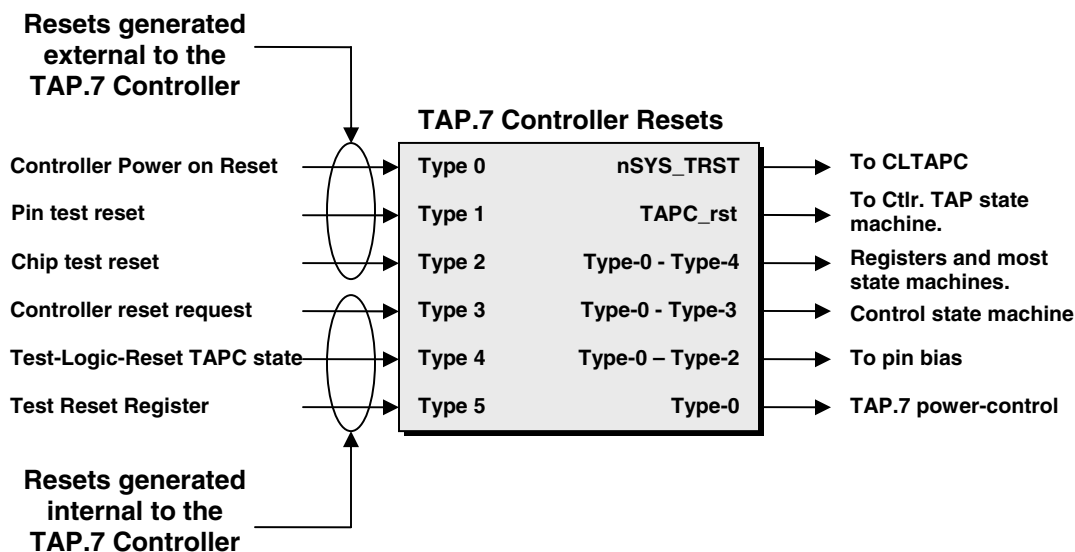 Resets generated
external to the
TAP.7 Controller
TAP.7 Controller Resets
Controller Power on Reset
Type 0
nSYS_TRST
To CLTAPC
Pin test reset
Type 1
TAPC_rst
To Ctlr. TAP state
machine.
Chip test reset
Type 2
Type-0 - Type-4
Registers and most
state machines.
Controller reset request
Type 3
Type-0 - Type-3
Control state machine
Test-Logic-Reset TAPC state
Type 4
Type-0 – Type-2
To pin bias
Test Reset Register
Type 5
Type-0
TAP.7 power-control
Resets generated
internal to the
TAP.7 Controller